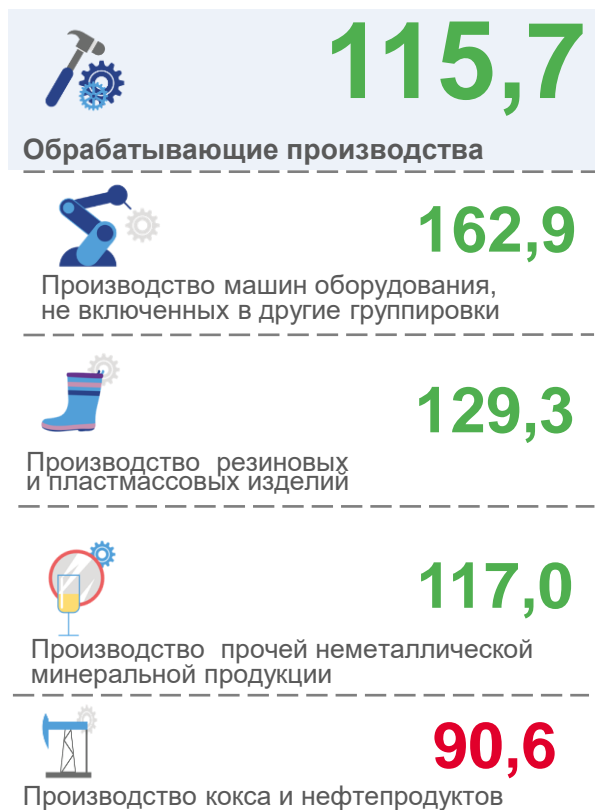 115,7
Обрабатывающие производства
162,9
Производство машин оборудования,
не включенных в другие группировки
129,3
Производство резиновых
и пластмассовых изделий
117,0
Производство прочей неметаллической
минеральной продукции
90,6
Производство кокса и нефтепродуктов